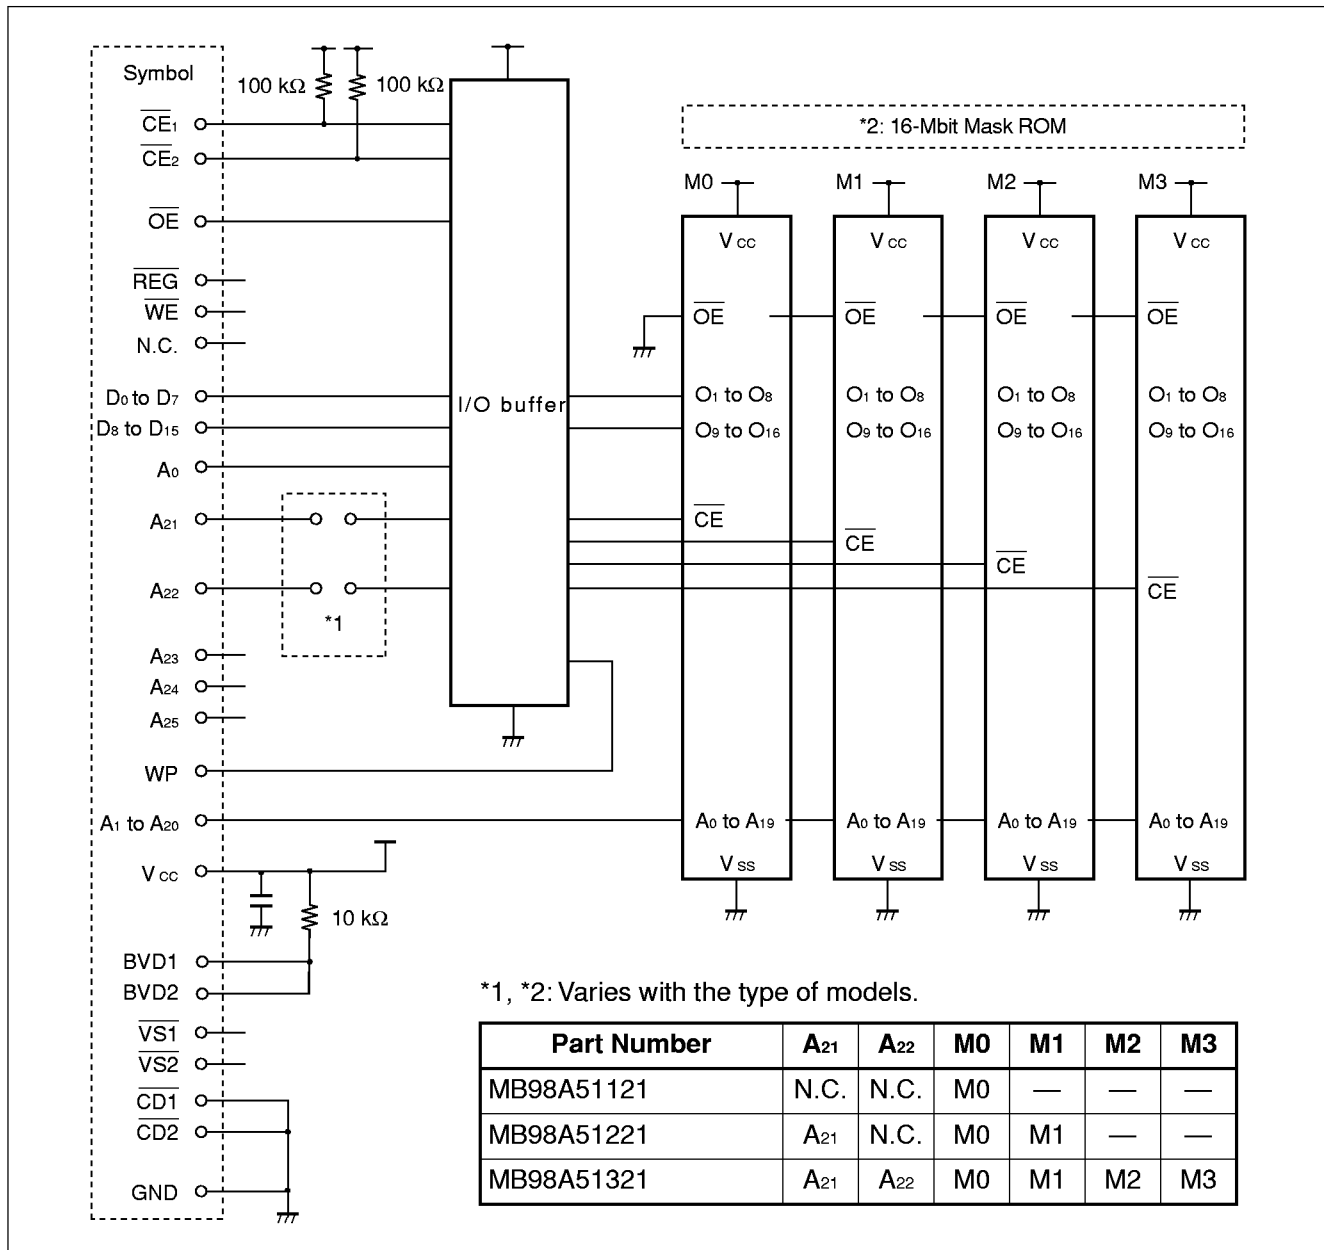 Symbol
100 kΩ 100 kΩ
CE1
CE2
OE
REG
WE
N.C.
D0 to D7
D8 to D15
A0
A21
A22
*1
A23
A24
A25
WP
A1 to A20
VCC
10 kΩ
BVD1
BVD2
VS1
VS2
CD1
CD2
GND
I/O buffer
*2: 16-Mbit Mask ROM
M0 M1 M2 M3
VCC VCC VCC VCC
OE OE OE OE
O1 to O8 O1 to O8 O1 to O8 O1 to O8
O9 to O16 O9 to O16 O9 to O16 O9 to O16
CE
CE
CE
CE
A0 to A19 A0 to A19 A0 to A19 A0 to A19
VSS VSS VSS VSS
*1, *2: Varies with the type of models.
Part Number A21 A22 M0 M1 M2 M3
MB98A51121 N.C. N.C. M0 — — —
MB98A51221 A21 N.C. M0 M1 — —
MB98A51321 A21 A22 M0 M1 M2 M3